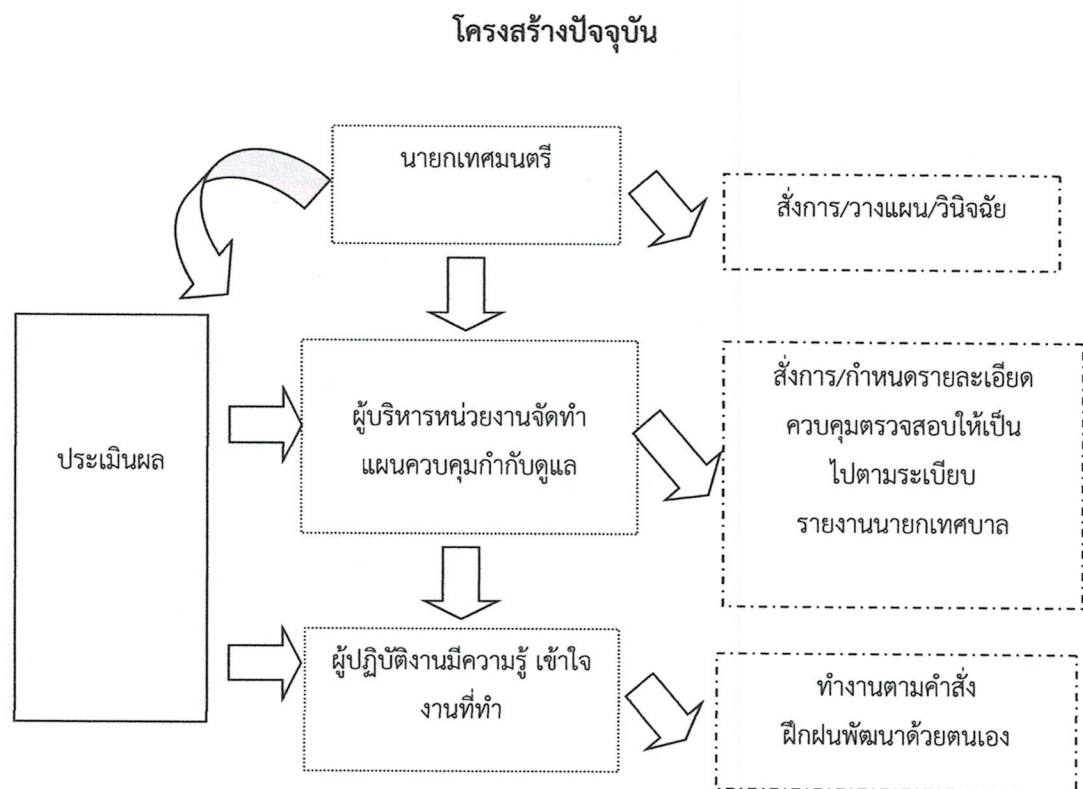 โครงสร้างปัจจุบัน
นายกเทศมนตรี
สั่งการ/วางแผน/วินิจฉัย
ประเมินผล
ผู้บริหารหน่วยงานจัดทำ
แผนควบคุมกำกับดูแล
สั่งการ/กำหนดรายละเอียด
ควบคุมตรวจสอบให้เป็น
ไปตามระเบียบ
รายงานนายกเทศบาล
ผู้ปฏิบัติงานมีความรู้ เข้าใจ
งานที่ทำ
ทำงานตามคำสั่ง
ฝึกฝนพัฒนาด้วยตนเอง